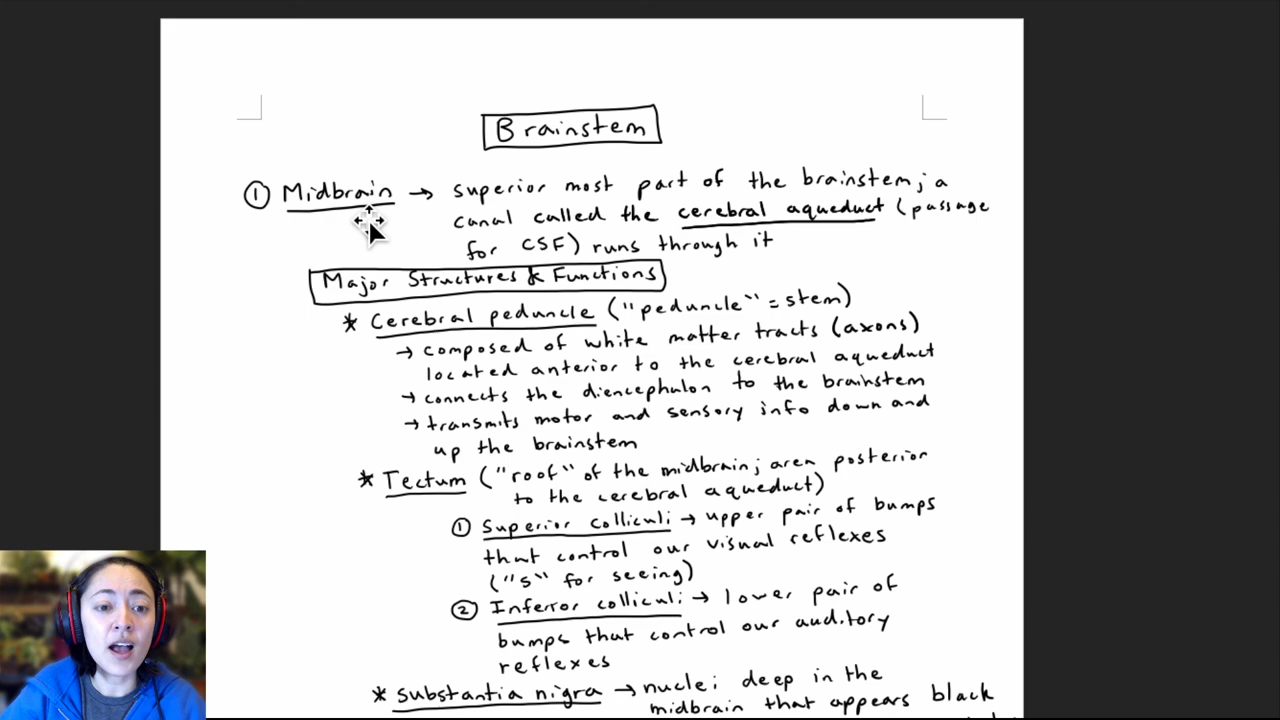 Brainstem
① Midbrain → superior most part of the brainstem; a
canal called the cerebral aqueduct (passage
for CSF) runs through it
Major Structures & Functions
* Cerebral peduncle ("peduncle" = stem)
→ composed of white matter tracts (axons)
located anterior to the cerebral aqueduct
→ connects the diencephalon to the brainstem
→ transmits motor and sensory info down and
up the brainstem
* Tectum ("roof" of the midbrain; area posterior
to the cerebral aqueduct)
① Superior colliculi → upper pair of bumps
that control our visual reflexes
("s" for seeing)
② Inferior colliculi → lower pair of
bumps that control our auditory
reflexes
* substantia nigra → nuclei deep in the
midbrain that appears black